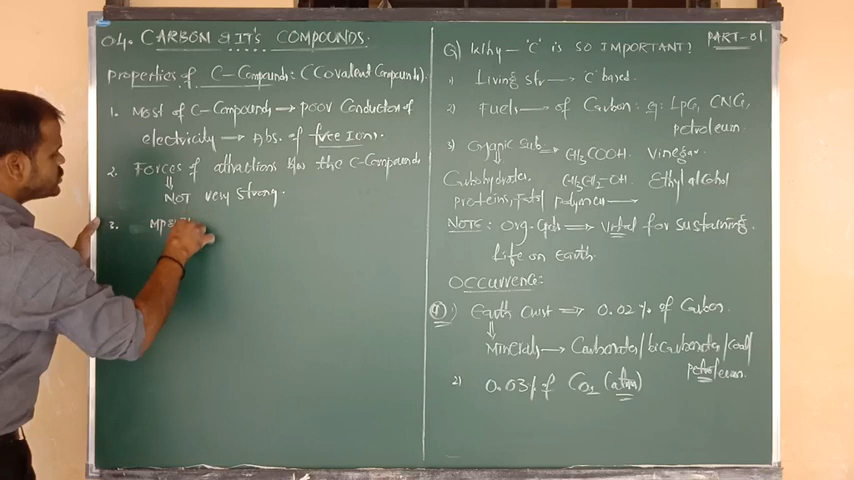 04. CARBON & IT'S COMPOUNDS.
Properties of C-Compounds: (Covalent Compounds).
1. Most of C-Compounds → poor Conductor of
electricity → Abs. of free Ions.
2. Forces of attractions b/w the C-Compounds
⇓
NOT very strong.
3. MP&
PART-01
Q) Why - 'C' is SO IMPORTANT?
1) Living str → 'C' based.
2) Fuels → of Carbon: eg: LPG, CNG,
petroleum.
3) Organic Sub ⇒ CH3COOH. Vinegar
⇓
Carbohydrates, CH3CH2-OH. Ethyl alcohol
proteins, Fats/ polymers →
NOTE: Org. Cpds ⇒ Vital for sustaining
Life on Earth.
OCCURRENCE:
1) Earth Crust ⇒ 0.02% of Carbon.
⇓
Minerals → Carbonates/bicarbonates/coal/
petroleum.
2) 0.03% of CO2 (atm)